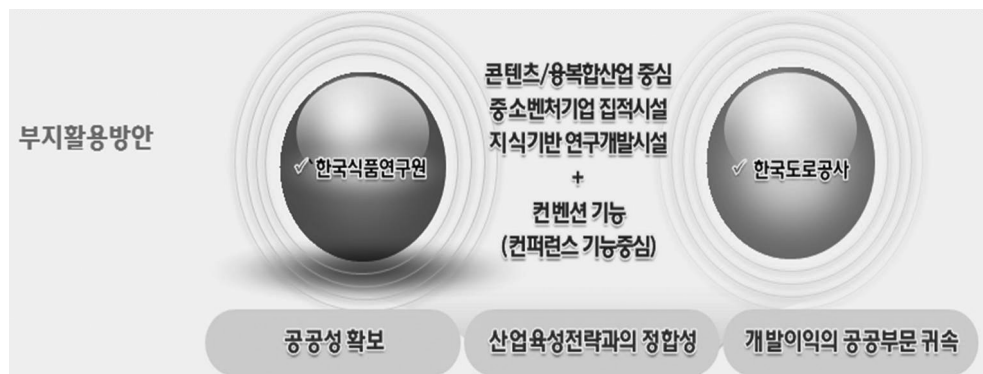 부지활용방안
✓ 한국식품연구원
콘텐츠/융복합산업 중심
중소벤처기업 집적시설
지식기반 연구개발시설
+
컨벤션 기능
(컨퍼런스 기능중심)
✓ 한국도로공사
공공성 확보
산업육성전략과의 정합성
개발이익의 공공부문 귀속